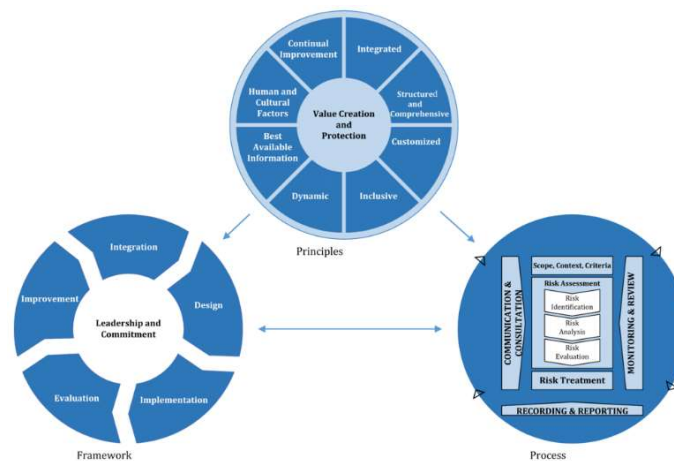 Continual
Improvement
Integrated
Human and
Cultural
Factors
Structured
and
Comprehensive
Value Creation
and
Protection
Best
Available
Information
Customized
Dynamic
Inclusive
Principles
Integration
Improvement
Design
Leadership and
Commitment
Evaluation
Implementation
Framework
Scope, Context, Criteria
Risk Assessment
Risk
Identification
Risk
Analysis
Risk
Evaluation
Risk Treatment
COMMUNICATION &
CONSULTATION
MONITORING & REVIEW
RECORDING & REPORTING
Process